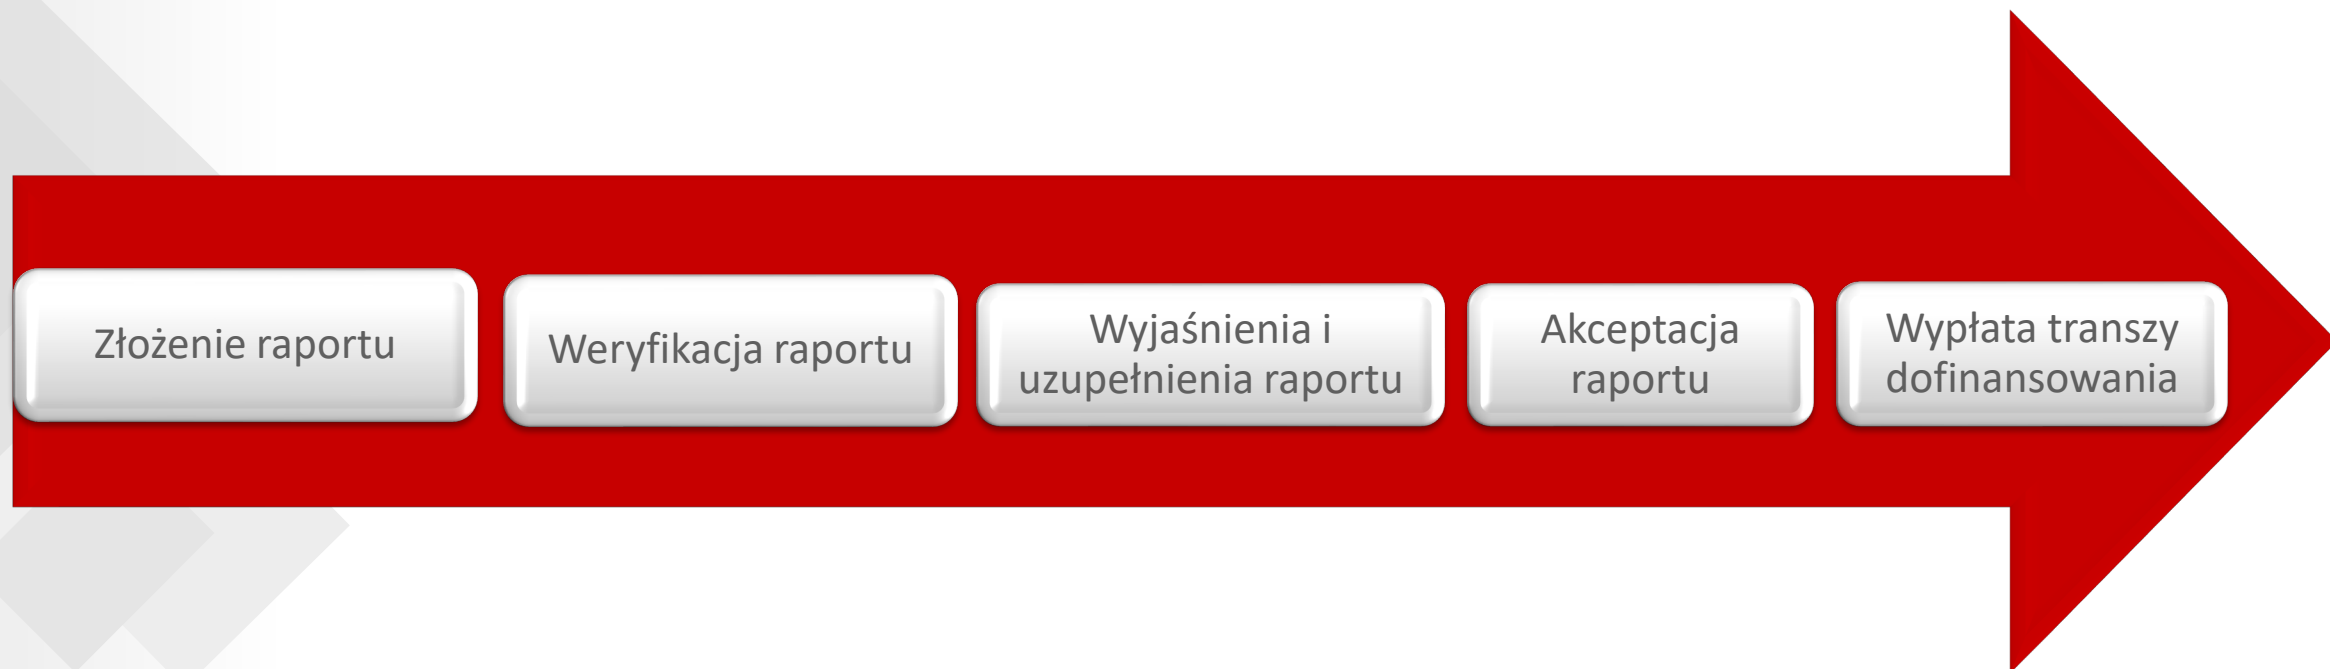 Złożenie raportu
Weryfikacja raportu
Wyjaśnienia i
uzupełnienia raportu
Akceptacja
raportu
Wypłata transzy
dofinansowania